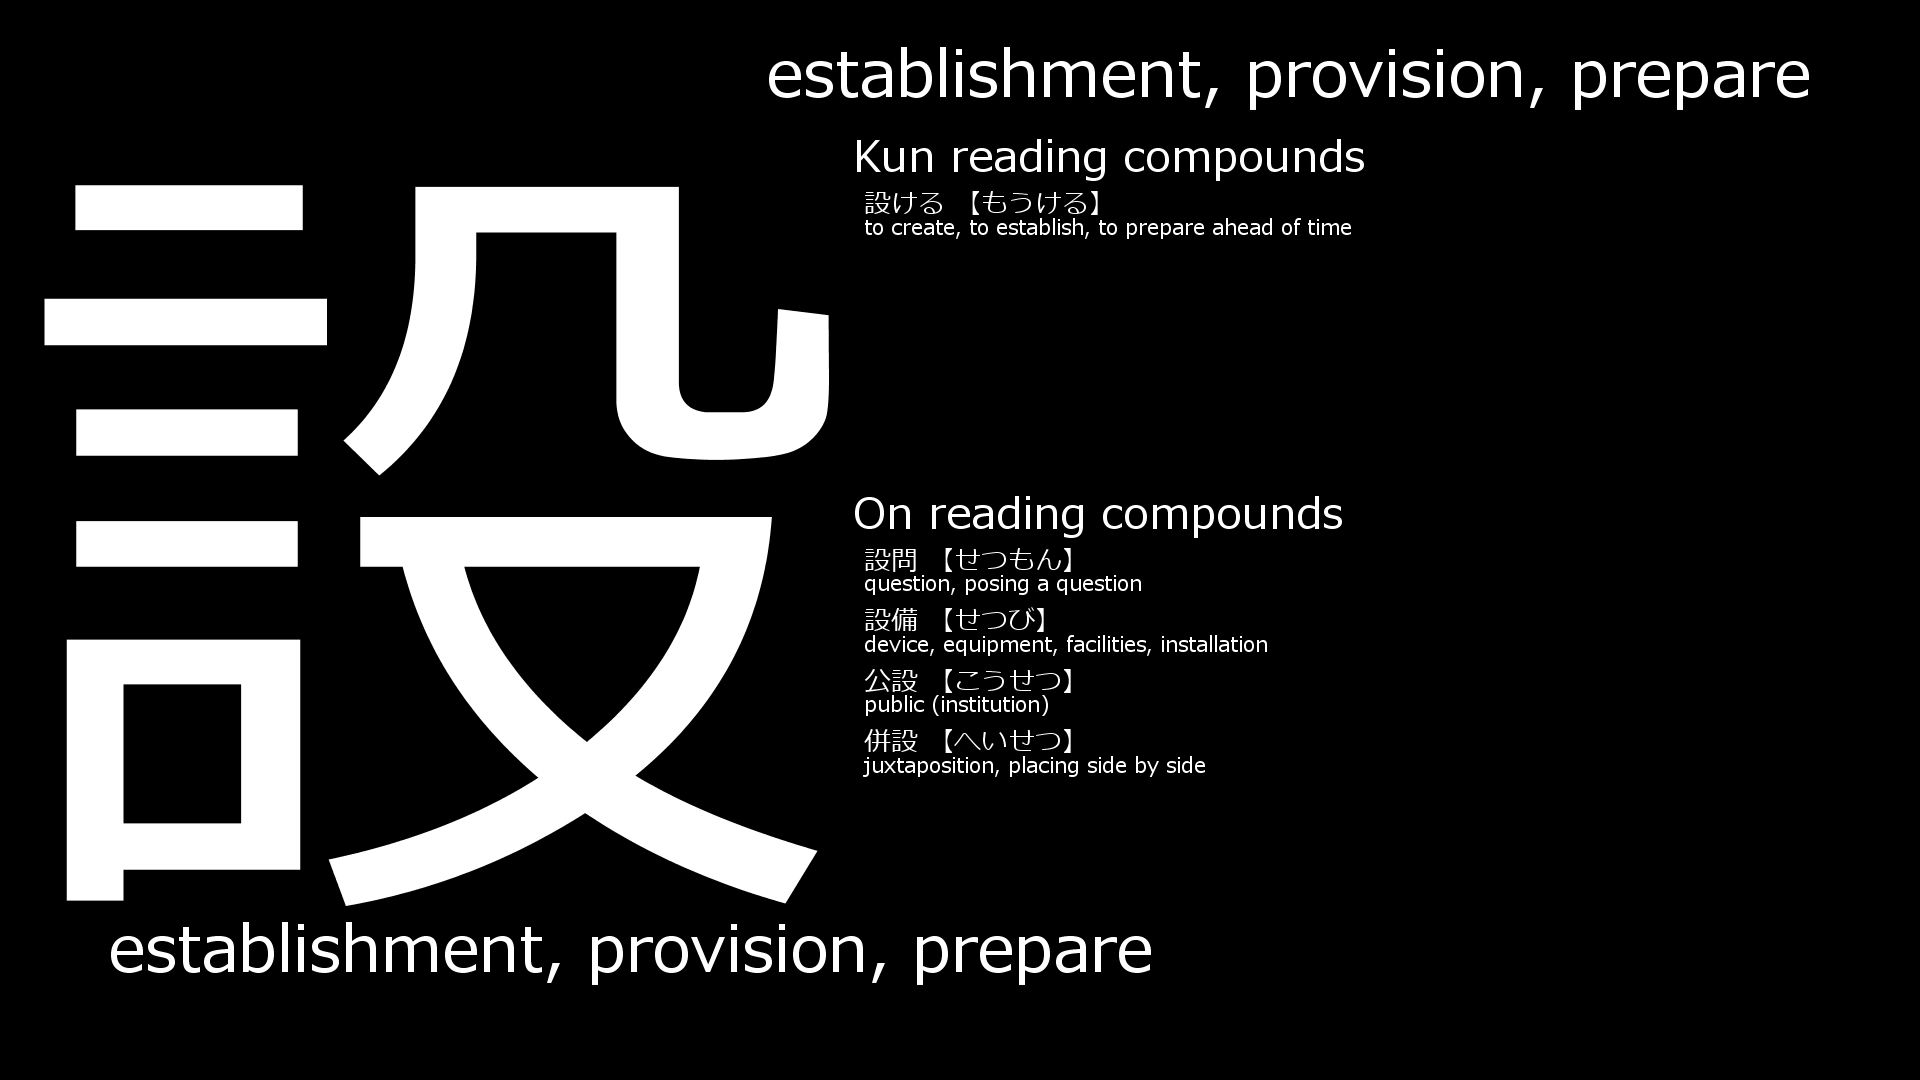 establishment, provision, prepare
設
Kun reading compounds
設ける 【もうける】
to create, to establish, to prepare ahead of time
On reading compounds
設問 【せつもん】
question, posing a question
設備 【せつび】
device, equipment, facilities, installation
公設 【こうせつ】
public (institution)
併設 【へいせつ】
juxtaposition, placing side by side
establishment, provision, prepare